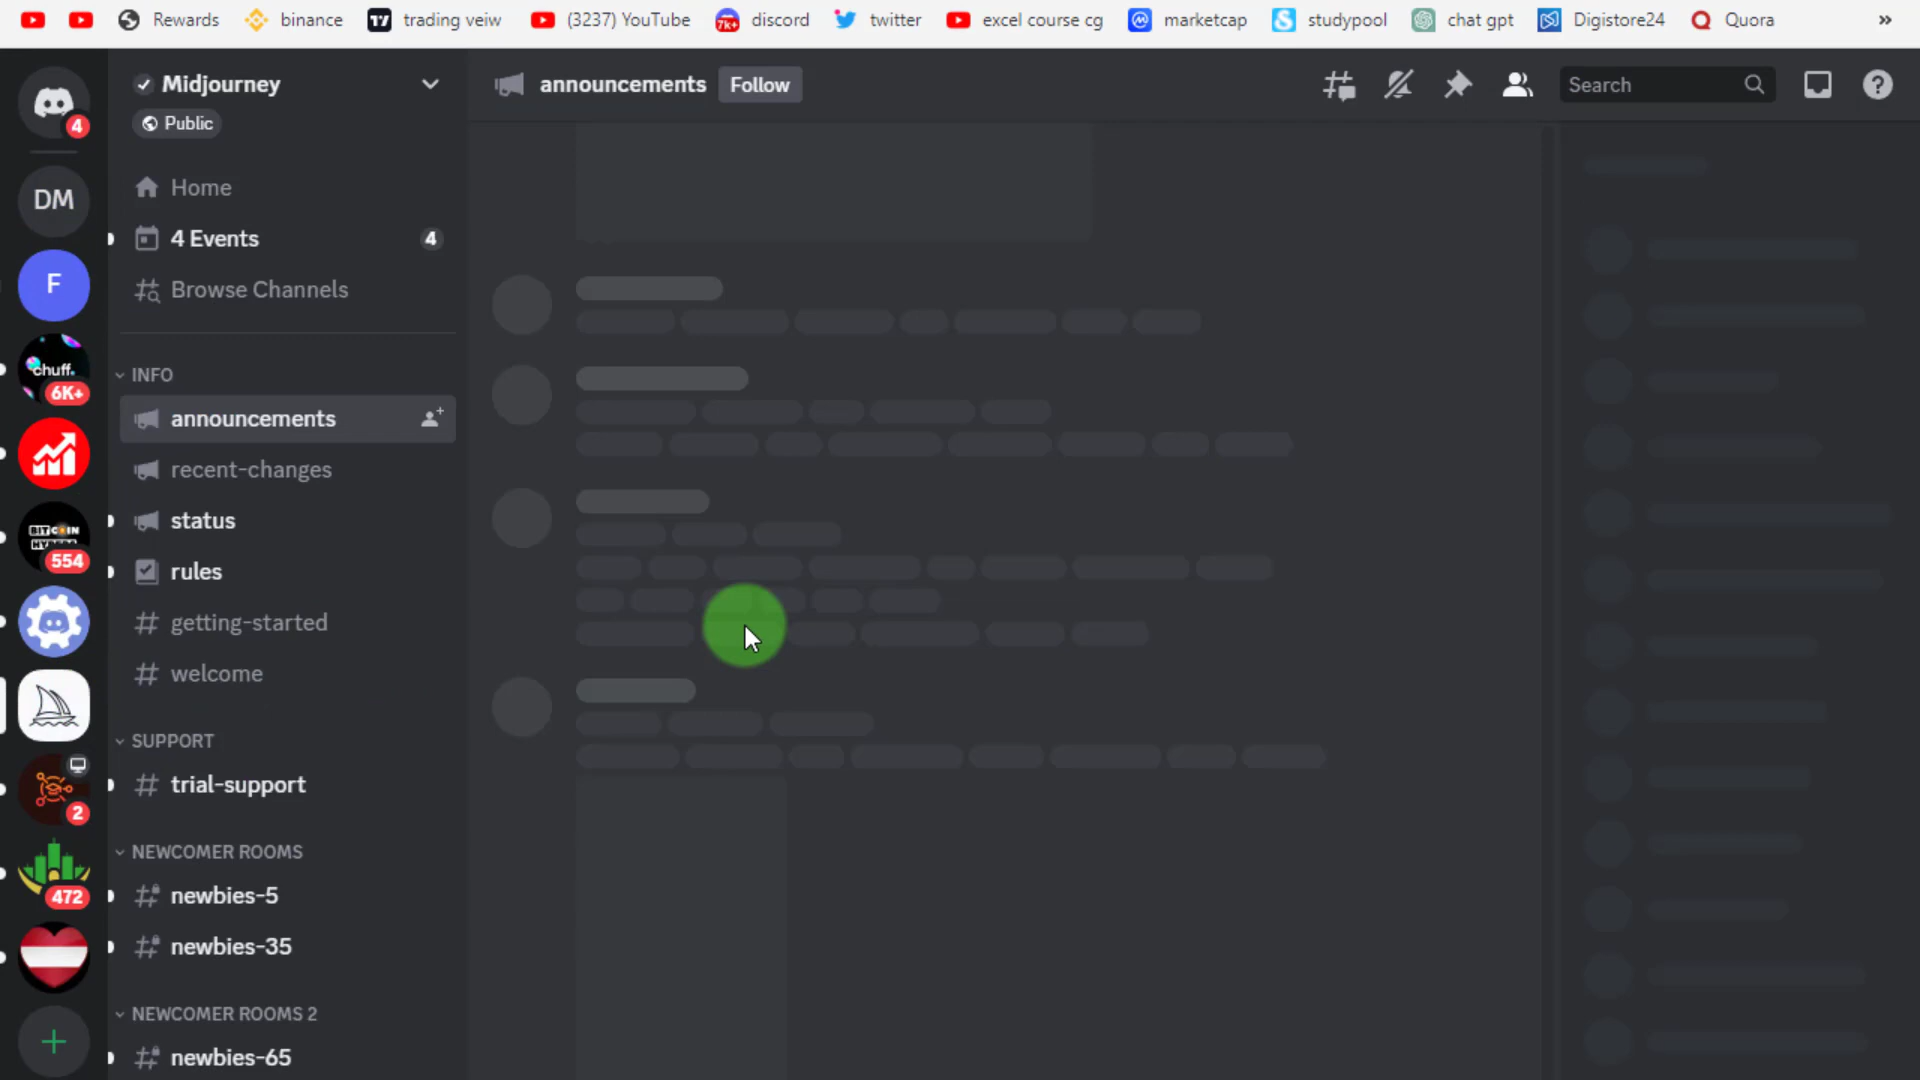 Rewards binance trading veiw (3237) YouTube discord twitter excel course cg marketcap studypool chat gpt Digistore24 Quora »
7K+
Midjourney
announcements Follow
Search
4
Public
DM
Home
4 Events 4
F
Browse Channels
chuff.
6K+
INFO
announcements
recent-changes
status
BITCOIN
554
rules
getting-started
welcome
SUPPORT
trial-support
2
NEWCOMER ROOMS
newbies-5
472
newbies-35
NEWCOMER ROOMS 2
newbies-65